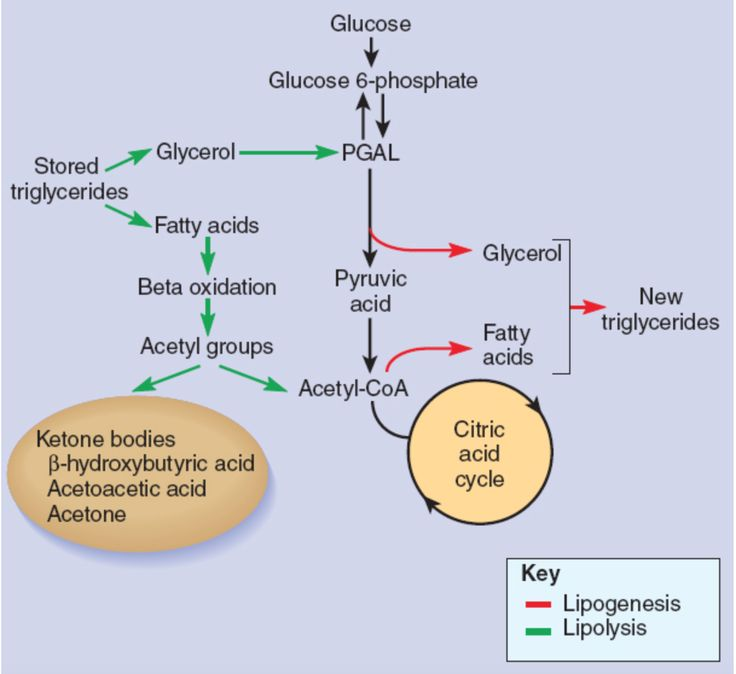 Glucose
Glucose 6-phosphate
Stored
triglycerides
Glycerol
PGAL
Fatty acids
Beta oxidation
Acetyl groups
Pyruvic
acid
Glycerol
Fatty
acids
New
triglycerides
Acetyl-CoA
Citric
acid
cycle
Ketone bodies
β-hydroxybutyric acid
Acetoacetic acid
Acetone
Key
Lipogenesis
Lipolysis